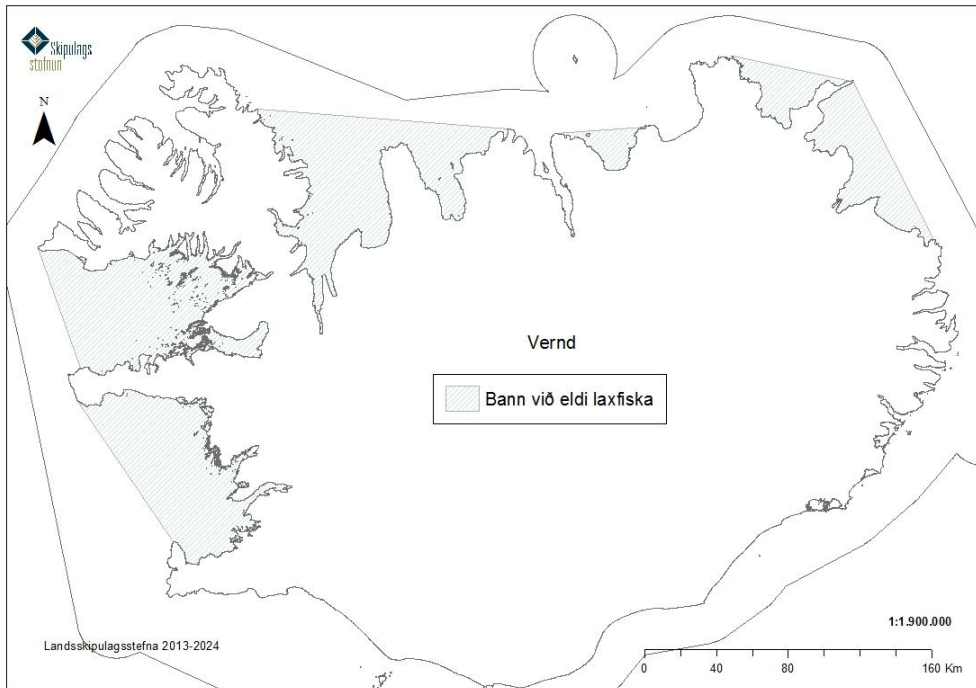 Skipulags
stofnun
N
Vernd
Bann við eldi laxfiska
1:1.900.000
Landsskipulagsstefna 2013-2024
0 40 80 160 Km